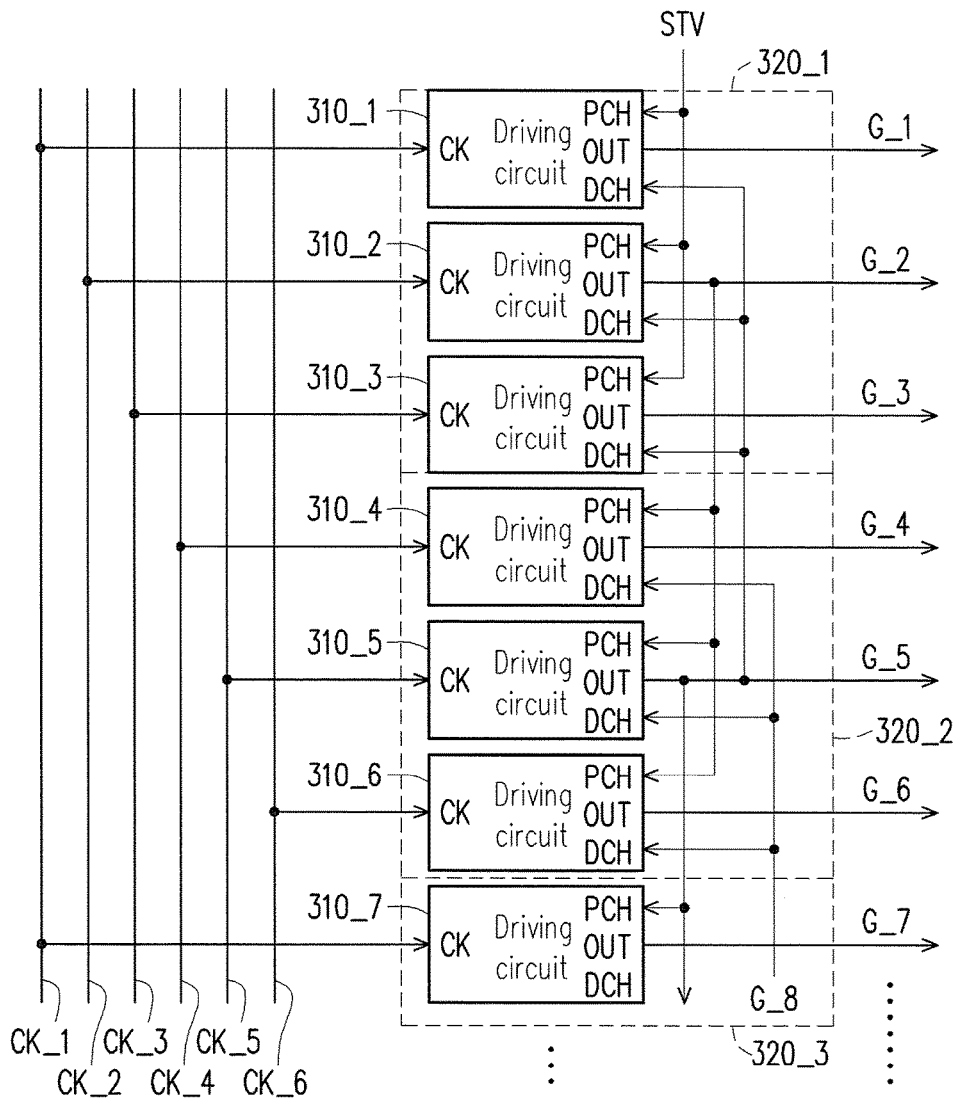 STV
320_1
310_1
PCH
CK Driving OUT
circuit
DCH
G_1
310_2
PCH
CK Driving OUT
circuit
DCH
G_2
310_3
PCH
CK Driving OUT
circuit
DCH
G_3
310_4
PCH
CK Driving OUT
circuit
DCH
G_4
310_5
PCH
CK Driving OUT
circuit
DCH
G_5
320_2
310_6
PCH
CK Driving OUT
circuit
DCH
G_6
310_7
PCH
CK Driving OUT
circuit
DCH
G_7
G_8
320_3
CK_1 CK_3 CK_5
CK_2 CK_4 CK_6